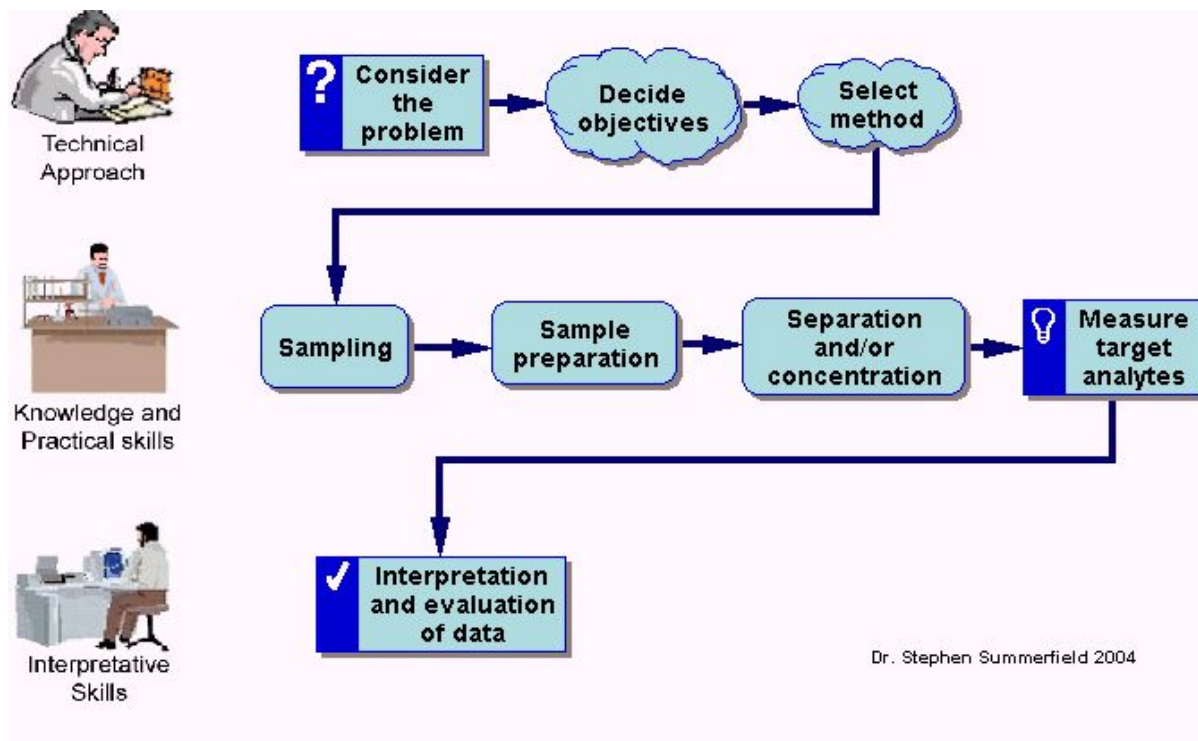 Technical
Approach
?
Consider
the
problem
Decide
objectives
Select
method
Knowledge and
Practical skills
Sampling
Sample
preparation
Separation
and/or
concentration
Measure
target
analytes
Interpretative
Skills
Interpretation
and evaluation
of data
Dr. Stephen Summerfield 2004